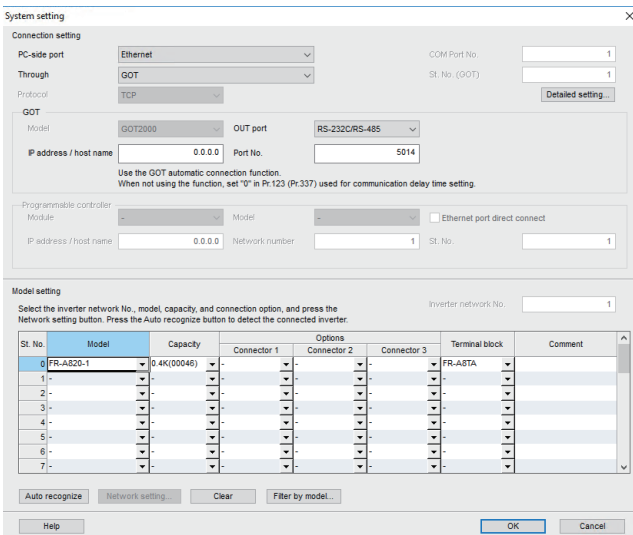 System setting
Connection setting
PC-side port Ethernet COM Port No. 1
Through GOT St. No. (GOT) 1
Protocol TCP Detailed setting...
GOT
Model GOT2000 OUT port RS-232C/RS-485
IP address / host name 0.0.0.0 Port No. 5014
Use the GOT automatic connection function.
When not using the function, set "0" in Pr.123 (Pr.337) used for communication delay time setting.
Programmable controller
Module - Model - Ethernet port direct connect
IP address / host name 0.0.0.0 Network number 1 St. No. 1
Model setting
Select the inverter network No., model, capacity, and connection option, and press the Inverter network No. 1
Network setting button. Press the Auto recognize button to detect the connected inverter.
St. No. Model Capacity Options Terminal block Comment
Connector 1 Connector 2 Connector 3
0 FR-A820-1 0.4K(00046) - - - FR-A8TA
1 - - - - - -
2 - - - - - -
3 - - - - - -
4 - - - - - -
5 - - - - - -
6 - - - - - -
7 - - - - - -
Auto recognize Network setting... Clear Filter by model...
Help OK Cancel